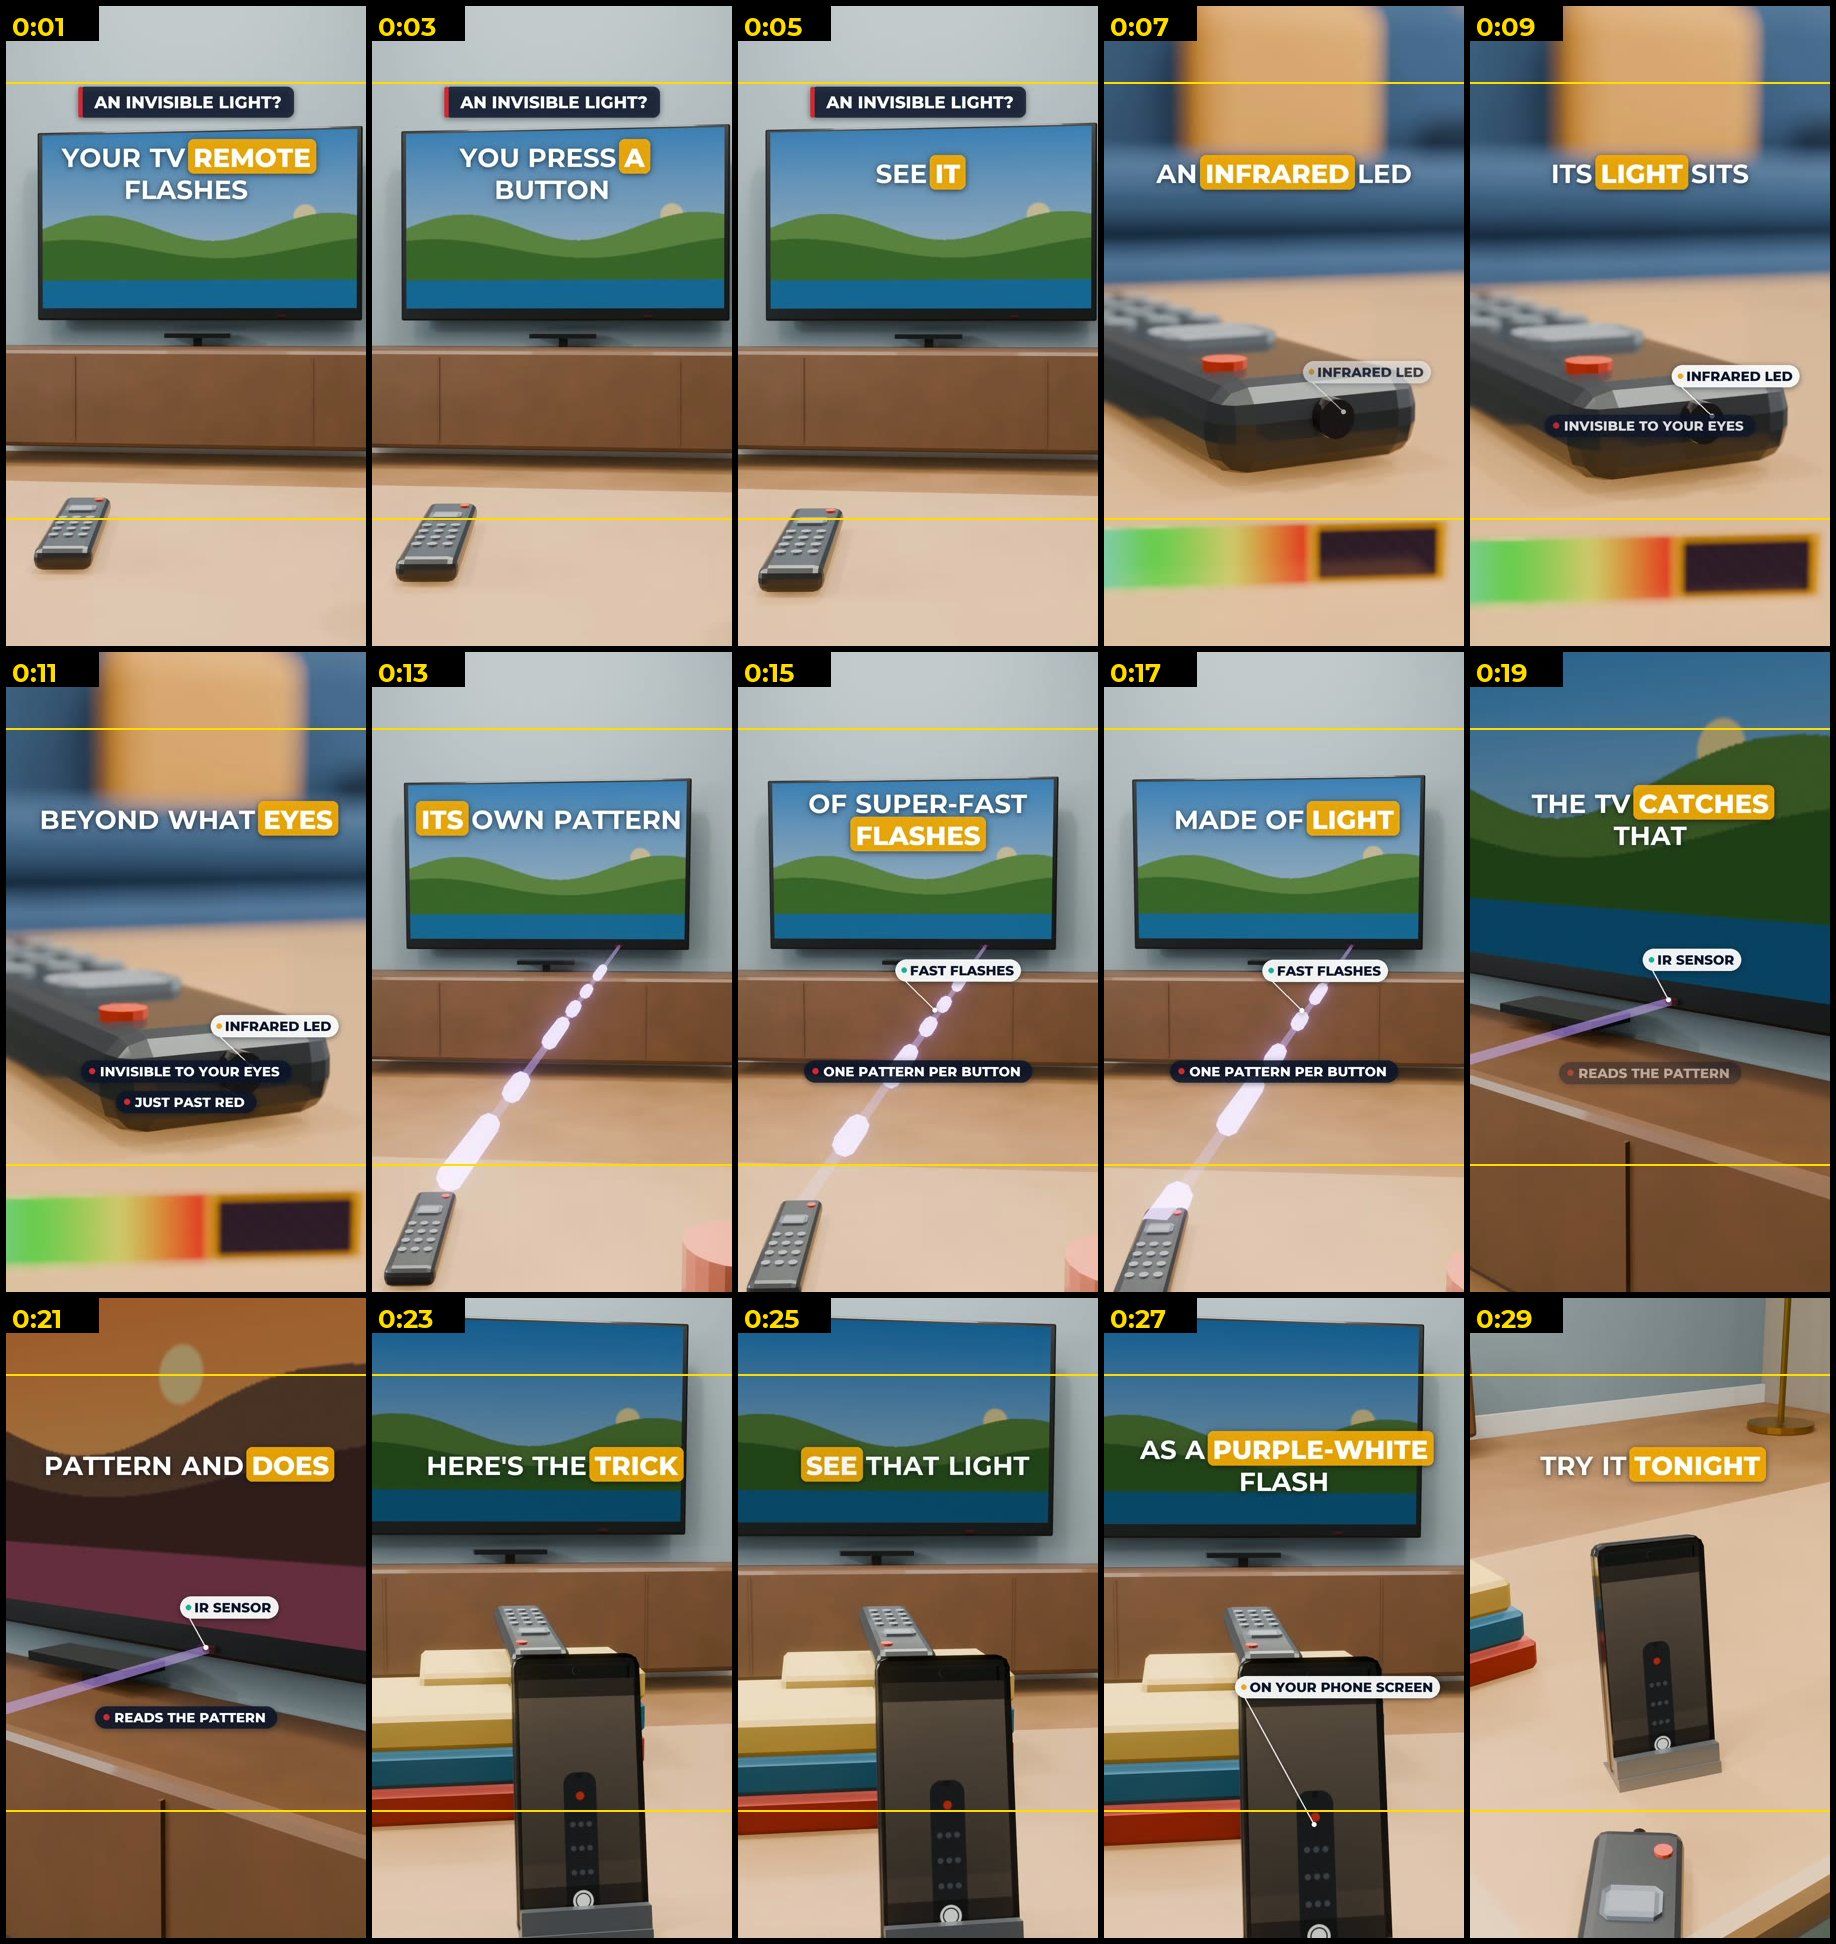 0:01
AN INVISIBLE LIGHT?
YOUR TV REMOTE
FLASHES
0:03
AN INVISIBLE LIGHT?
YOU PRESS A
BUTTON
0:05
AN INVISIBLE LIGHT?
SEE IT
0:07
AN INFRARED LED
INFRARED LED
0:09
ITS LIGHT SITS
INFRARED LED
INVISIBLE TO YOUR EYES
0:11
BEYOND WHAT EYES
INFRARED LED
INVISIBLE TO YOUR EYES
JUST PAST RED
0:13
ITS OWN PATTERN
0:15
OF SUPER-FAST
FLASHES
FAST FLASHES
ONE PATTERN PER BUTTON
0:17
MADE OF LIGHT
FAST FLASHES
ONE PATTERN PER BUTTON
0:19
THE TV CATCHES
THAT
IR SENSOR
READS THE PATTERN
0:21
PATTERN AND DOES
IR SENSOR
READS THE PATTERN
0:23
HERE'S THE TRICK
0:25
SEE THAT LIGHT
0:27
AS A PURPLE-WHITE
FLASH
ON YOUR PHONE SCREEN
0:29
TRY IT TONIGHT